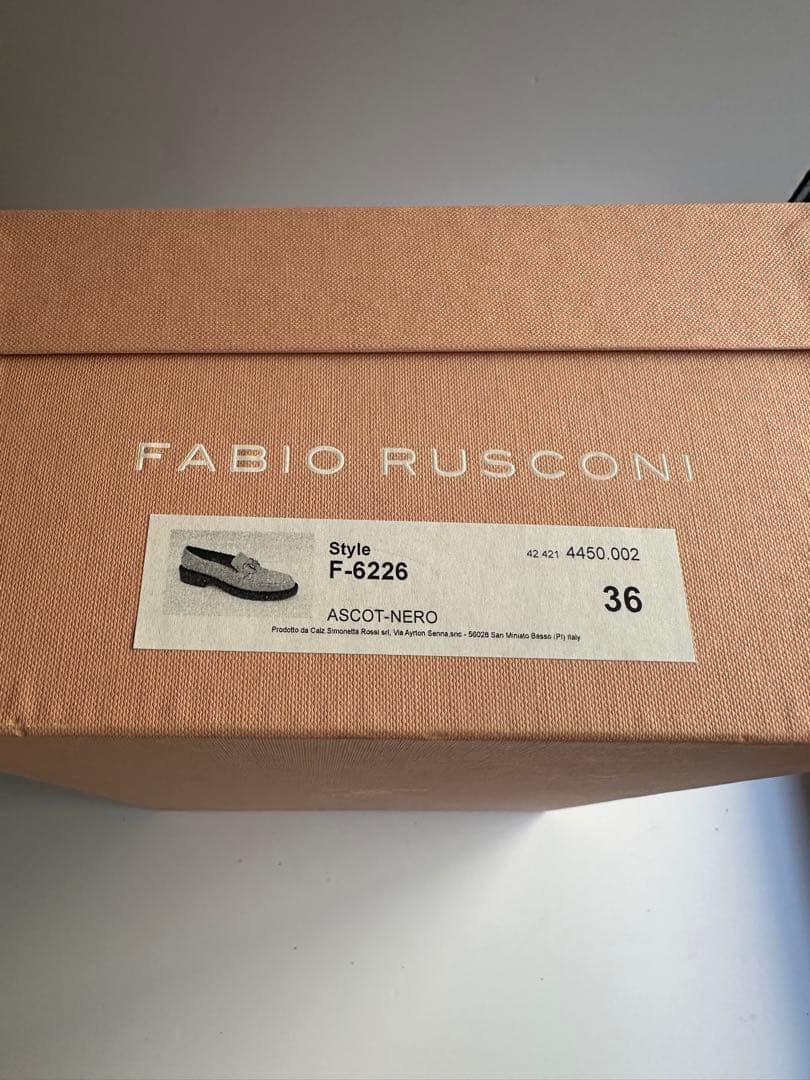 FABIO RUSCONI
Style
F-6226
42.421 4450.002
36
ASCOT-NERO
Prodotto da Calz.Simonetta Rossi srl, Via Ayrton Senna,snc - 56028 San Miniato Basso (PI) Italy